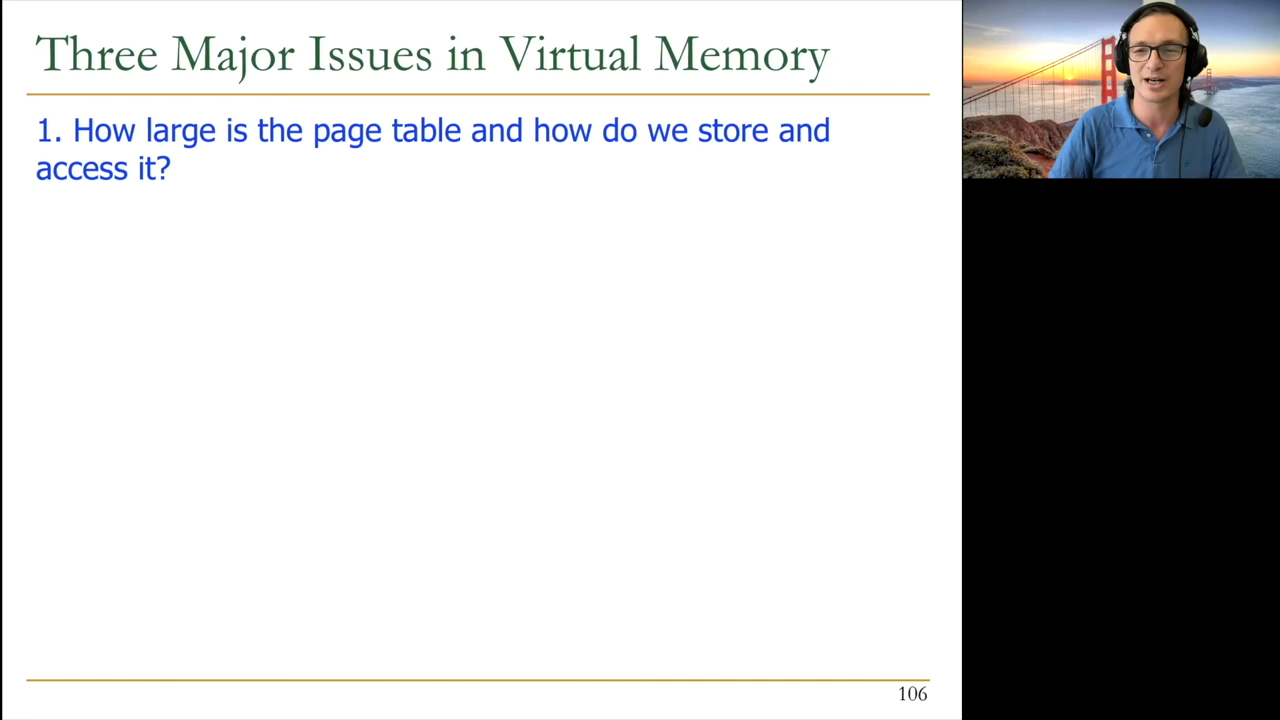 Three Major Issues in Virtual Memory
1. How large is the page table and how do we store and
access it?
106